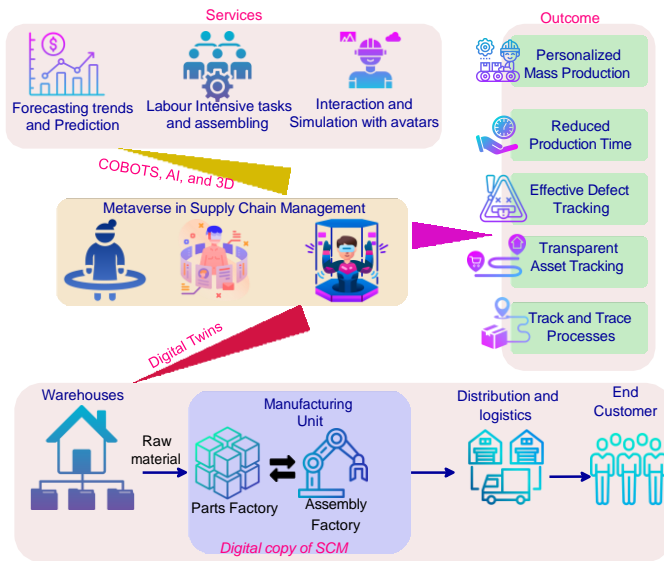 Services
Forecasting trends
and Prediction
Labour Intensive tasks
and assembling
Interaction and
Simulation with avatars
COBOTS, AI, and 3D
Metaverse in Supply Chain Management
Outcome
Personalized
Mass Production
Reduced
Production Time
Effective Defect
Tracking
Transparent
Asset Tracking
Track and Trace
Processes
Digital Twins
Warehouses
Raw
material
Manufacturing
Unit
Parts Factory
Assembly
Factory
Digital copy of SCM
Distribution and
logistics
End
Customer